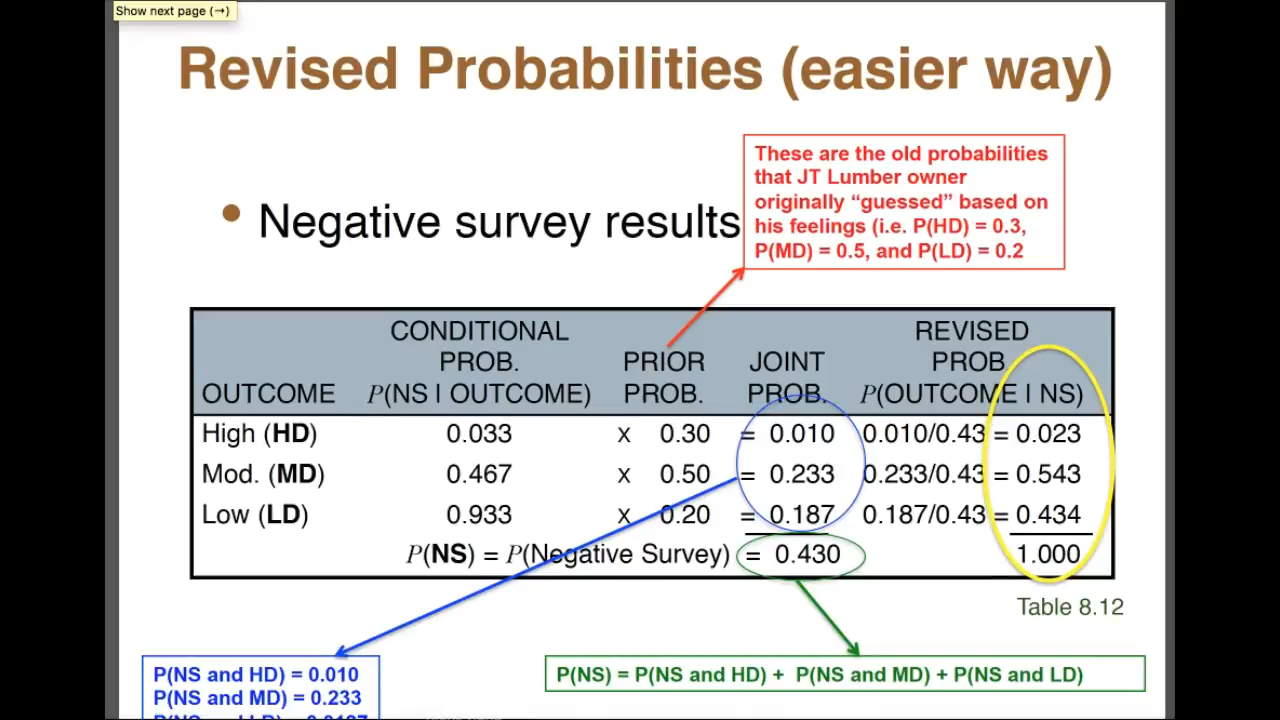 Show next page (→)
Revised Probabilities (easier way)
These are the old probabilities
that JT Lumber owner
originally “guessed” based on
his feelings (i.e. P(HD) = 0.3,
P(MD) = 0.5, and P(LD) = 0.2
• Negative survey results
CONDITIONAL REVISED
PROB. PRIOR JOINT PROB.
OUTCOME P(NS | OUTCOME) PROB. PROB. P(OUTCOME | NS)
High (HD) 0.033 x 0.30 = 0.010 0.010/0.43 = 0.023
Mod. (MD) 0.467 x 0.50 = 0.233 0.233/0.43 = 0.543
Low (LD) 0.933 x 0.20 = 0.187 0.187/0.43 = 0.434
P(NS) = P(Negative Survey) = 0.430 1.000
Table 8.12
P(NS and HD) = 0.010
P(NS and MD) = 0.233
P(NS) = P(NS and HD) + P(NS and MD) + P(NS and LD)